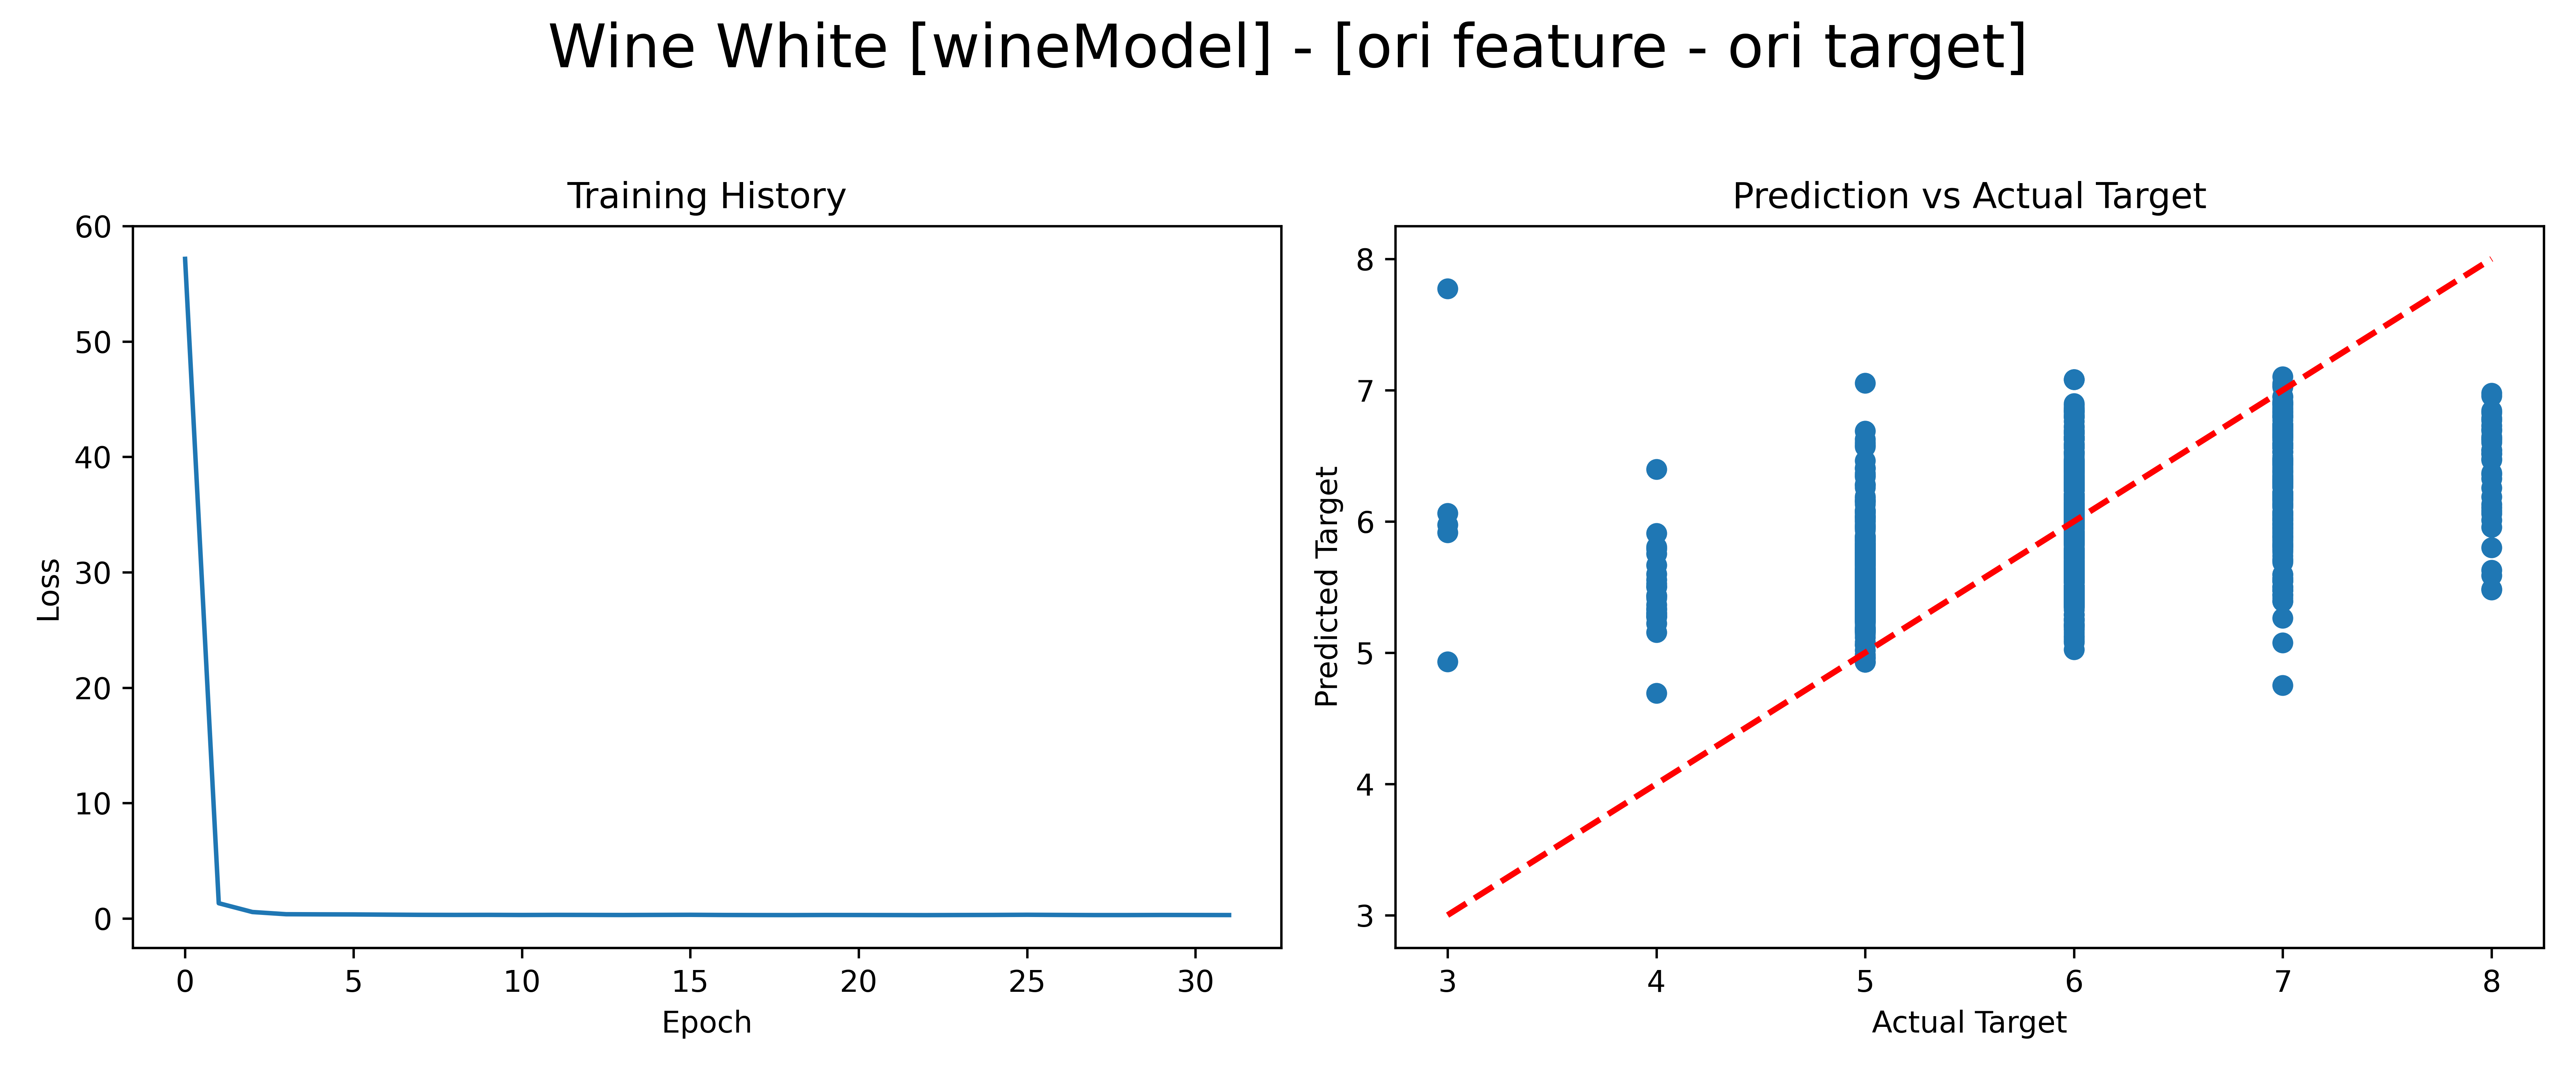 Wine White [wineModel] - [ori feature - ori target]
Training History
60
50
40
30
20
10
0
Loss
0 5 10 15 20 25 30
Epoch
Prediction vs Actual Target
8
7
6
5
4
3
Predicted Target
3 4 5 6 7 8
Actual Target